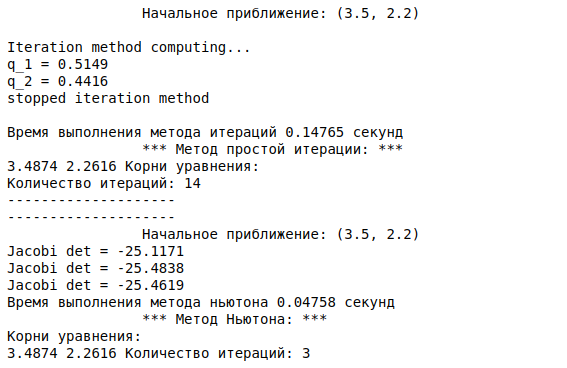 Начальное приближение: (3.5, 2.2)
Iteration method computing...
q_1 = 0.5149
q_2 = 0.4416
stopped iteration method
Время выполнения метода итераций 0.14765 секунд
*** Метод простой итерации: ***
3.4874 2.2616 Корни уравнения:
Количество итераций: 14
--------------------
--------------------
Начальное приближение: (3.5, 2.2)
Jacobi det = -25.1171
Jacobi det = -25.4838
Jacobi det = -25.4619
Время выполнения метода ньютона 0.04758 секунд
*** Метод Ньютона: ***
Корни уравнения:
3.4874 2.2616 Количество итераций: 3